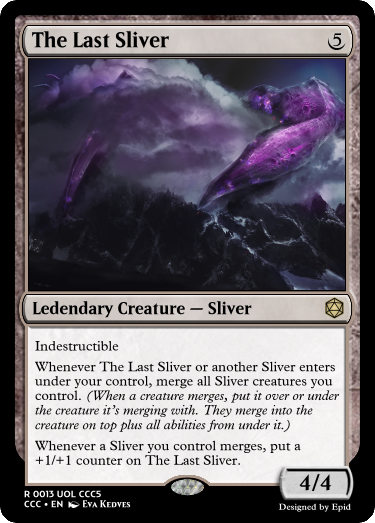 The Last Sliver 5
Ledendary Creature — Sliver
Indestructible
Whenever The Last Sliver or another Sliver enters
under your control, merge all Sliver creatures you
control. (When a creature merges, put it over or under
the creature it's merging with. They merge into the
creature on top plus all abilities from under it.)
Whenever a Sliver you control merges, put a
+1/+1 counter on The Last Sliver.
4/4
R 0013 UOL CCC5
CCC • EN Eva Kedves
Designed by Epid